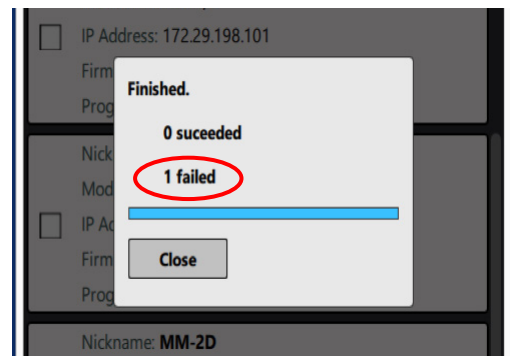 IP Address: 172.29.198.101
Firm
Prog
Finished.
0 suceeded
1 failed
Close
Nick
Mod
IP Ad
Firm
Prog
Nickname: MM-2D